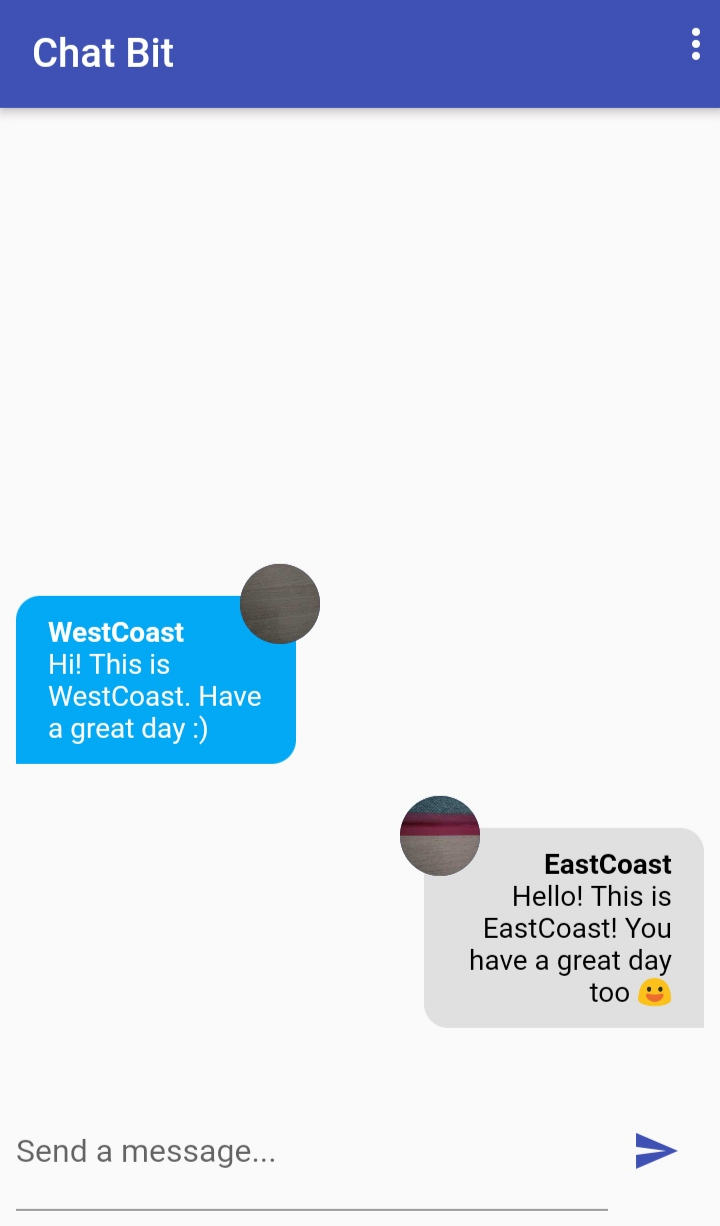 Chat Bit
WestCoast
Hi! This is
WestCoast. Have
a great day :)
EastCoast
Hello! This is
EastCoast! You
have a great day
too 😃
Send a message...